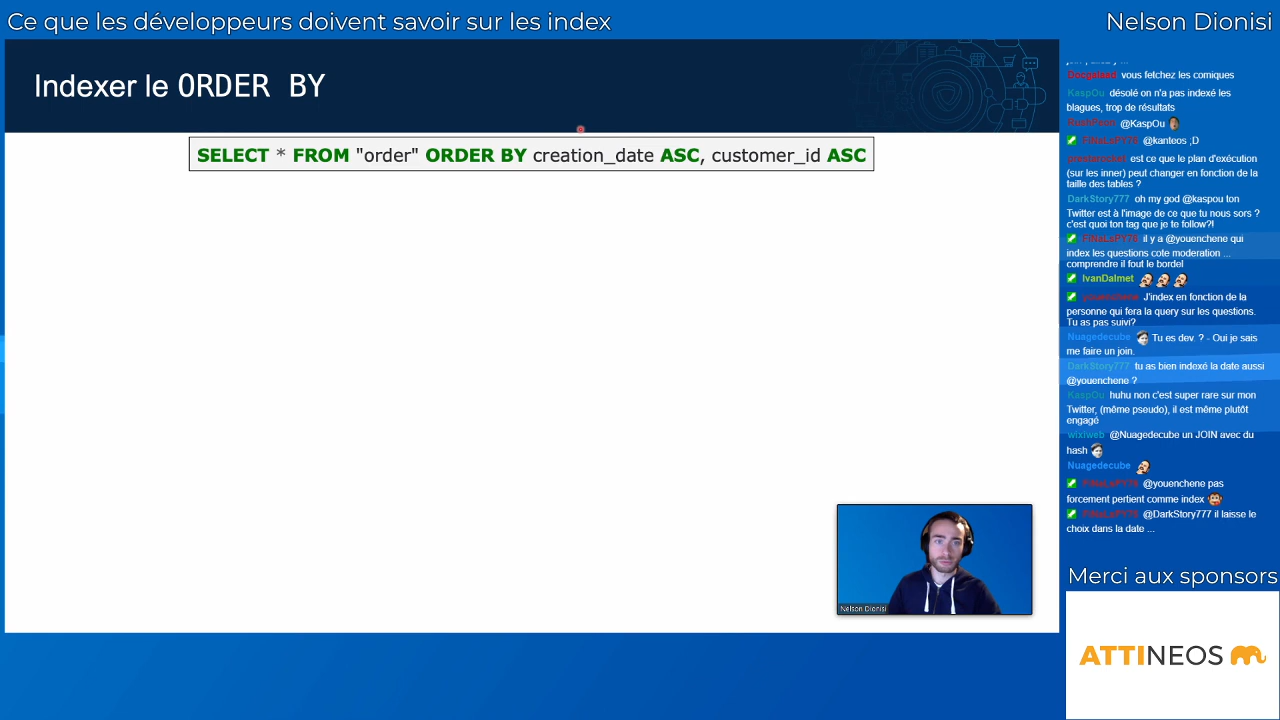 Ce que les développeurs doivent savoir sur les index
Nelson Dionisi
Indexer le ORDER BY
SELECT * FROM "order" ORDER BY creation_date ASC, customer_id ASC
Nelson Dionisi
vous fetchez les comiques
KaspOu désolé on n'a pas indexé les
blagues, trop de résultats
@KaspOu
@kanteos ;D
est ce que le plan d'exécution
(sur les inner) peut changer en fonction de la
taille des tables ?
DarkStory777 oh my god @kaspou ton
Twitter est à l'image de ce que tu nous sors ?
c'est quoi ton tag que je te follow?!
FiNaLsPY76 il y a @youenchene qui
index les questions cote moderation ...
comprendre il fout le bordel
IvanDalmet
youenchene J'index en fonction de la
personne qui fera la query sur les questions.
Tu as pas suivi?
Nuagedecube Tu es dev. ? - Oui je sais
me faire un join.
DarkStory777 tu as bien indexé la date aussi
@youenchene ?
KaspOu huhu non c'est super rare sur mon
Twitter, (même pseudo), il est même plutôt
engagé
wixiweb @Nuagedecube un JOIN avec du
hash
Nuagedecube
FiNaLsPY76 @youenchene pas
forcement pertient comme index
FiNaLsPY76 @DarkStory777 il laisse le
choix dans la date ...
Merci aux sponsors
ATTINEOS